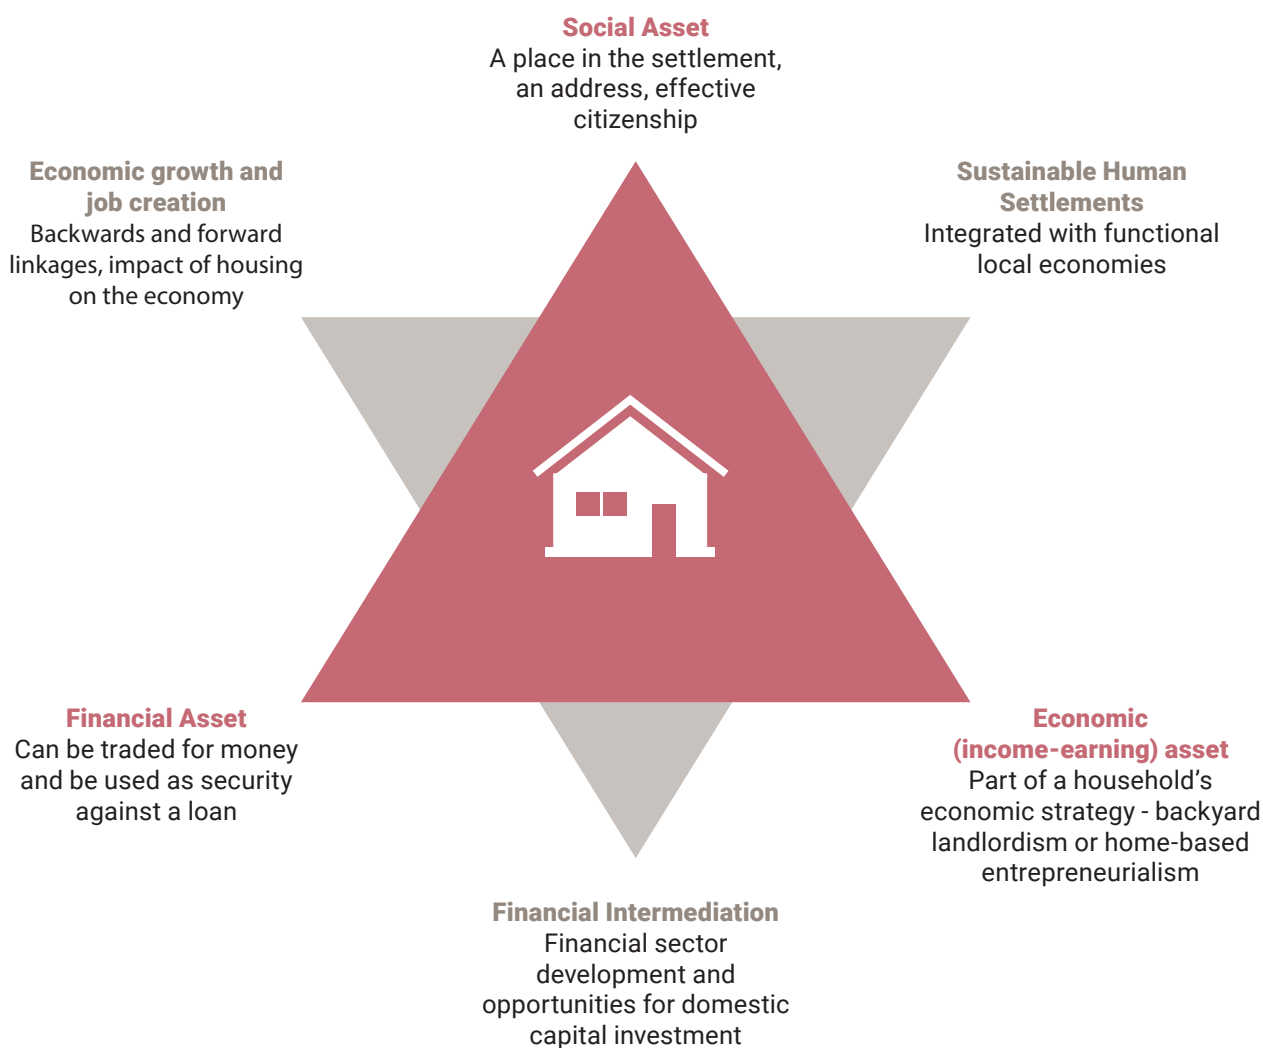 Social Asset
A place in the settlement,
an address, effective
citizenship
Economic growth and
job creation
Backwards and forward
linkages, impact of housing
on the economy
Sustainable Human
Settlements
Integrated with functional
local economies
Financial Asset
Can be traded for money
and be used as security
against a loan
Economic
(income-earning) asset
Part of a household’s
economic strategy - backyard
landlordism or home-based
entrepreneurialism
Financial Intermediation
Financial sector
development and
opportunities for domestic
capital investment